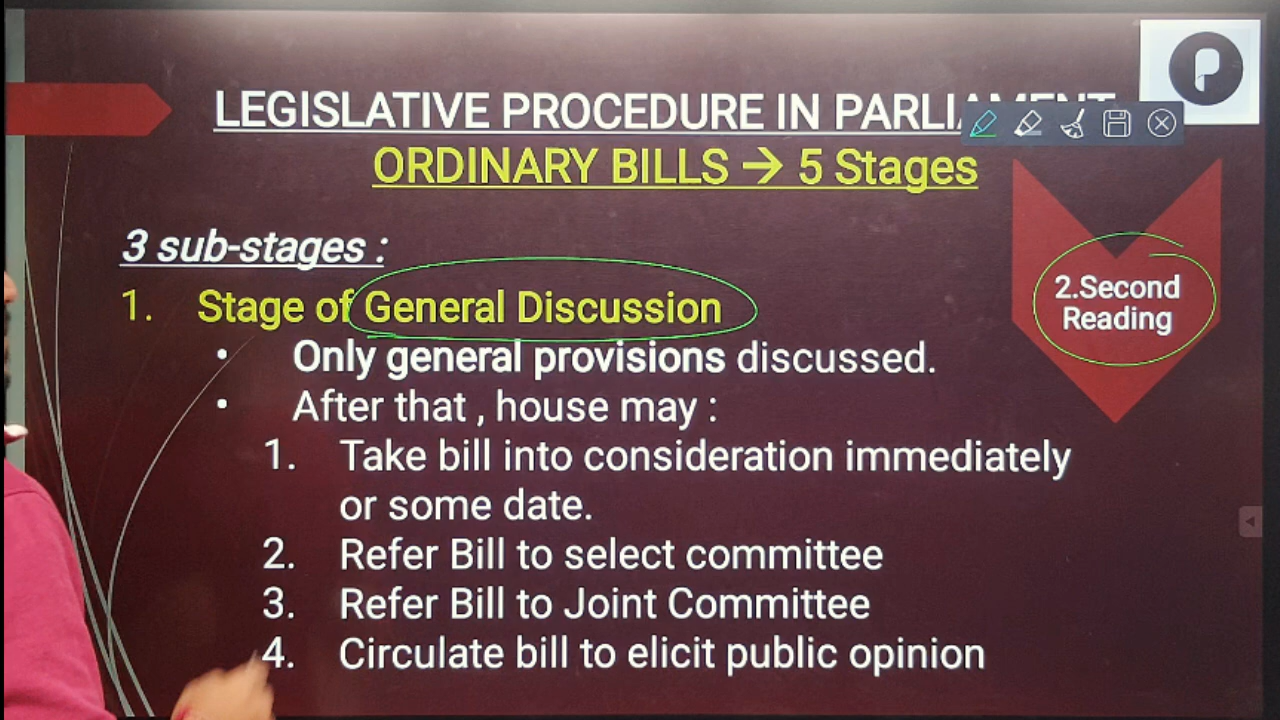 LEGISLATIVE PROCEDURE IN
ORDINARY BILLS → 5 Stages
3 sub-stages :
1. Stage of General Discussion
• Only general provisions discussed.
• After that , house may :
1. Take bill into consideration immediately
or some date.
2. Refer Bill to select committee
3. Refer Bill to Joint Committee
4. Circulate bill to elicit public opinion
2.Second
Reading
P